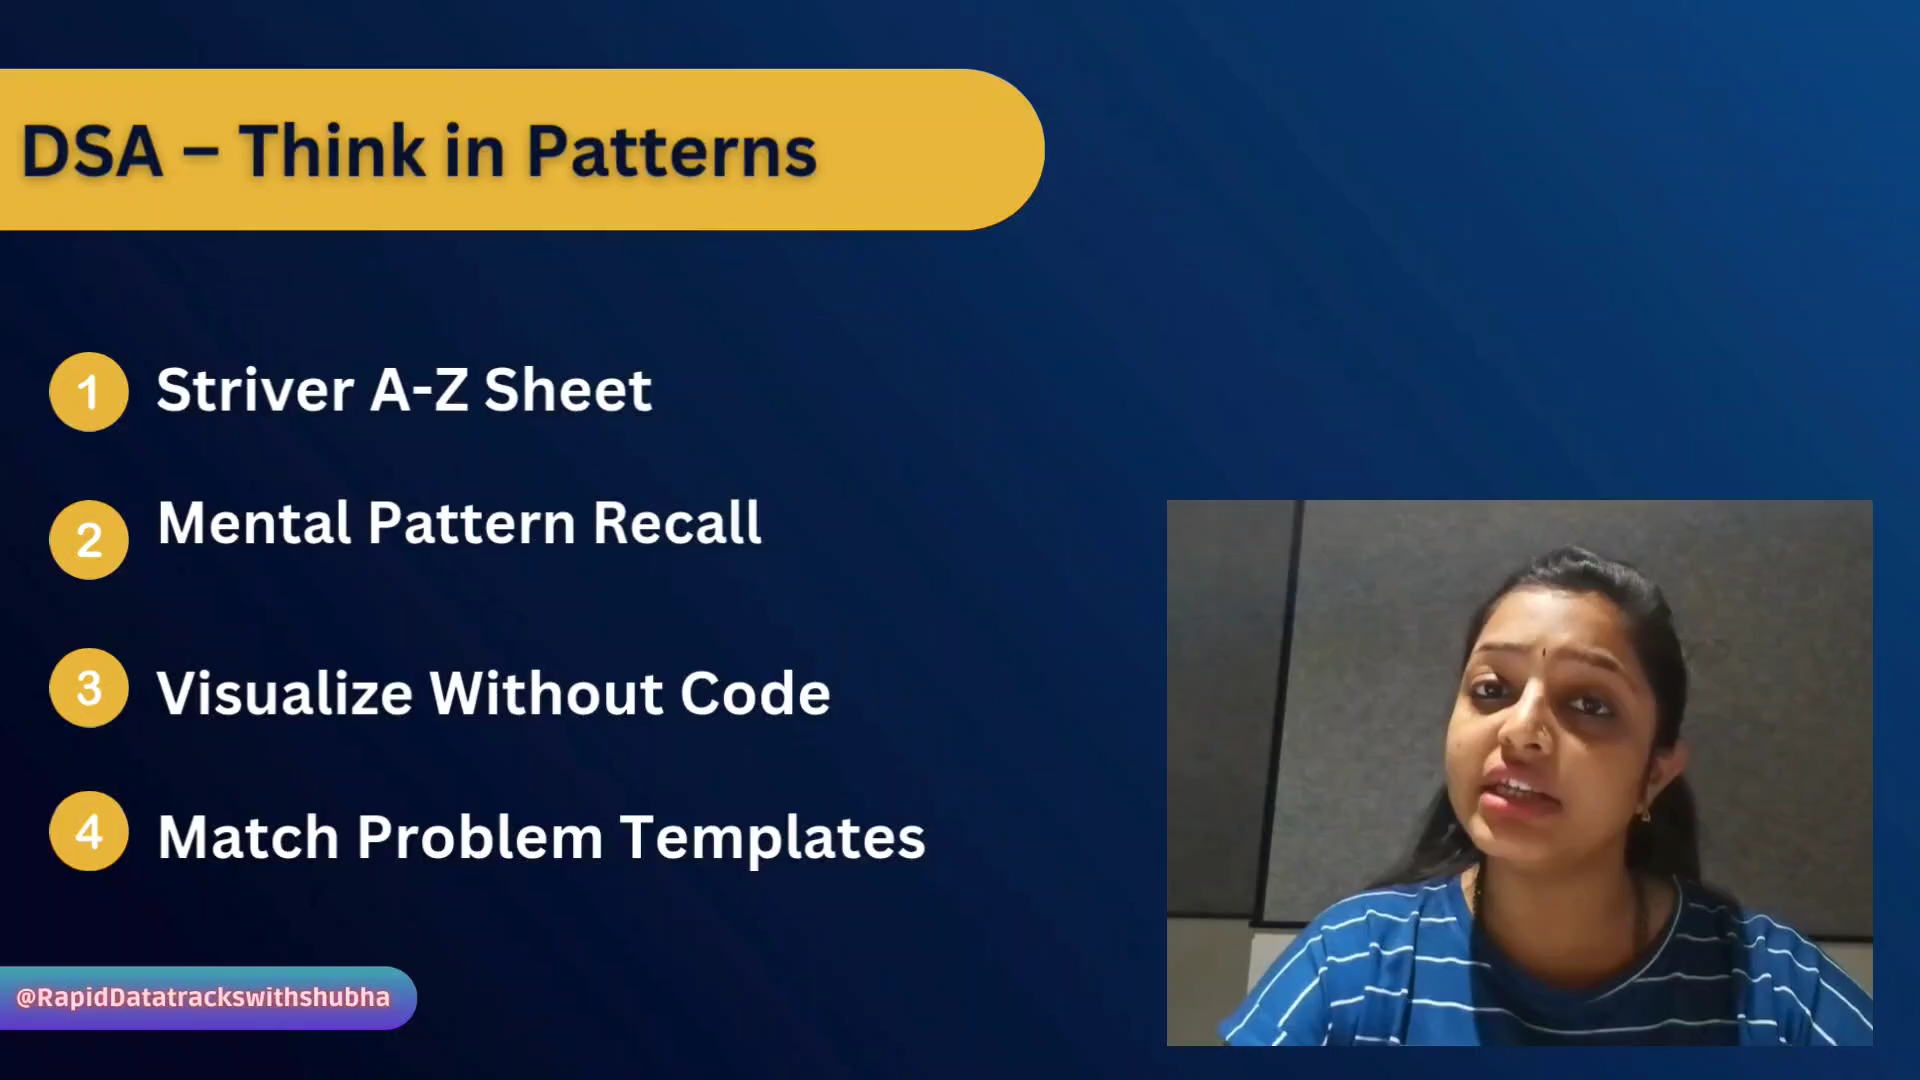 DSA – Think in Patterns
1 Striver A-Z Sheet
2 Mental Pattern Recall
3 Visualize Without Code
4 Match Problem Templates
@RapidDatatrackswithshubha